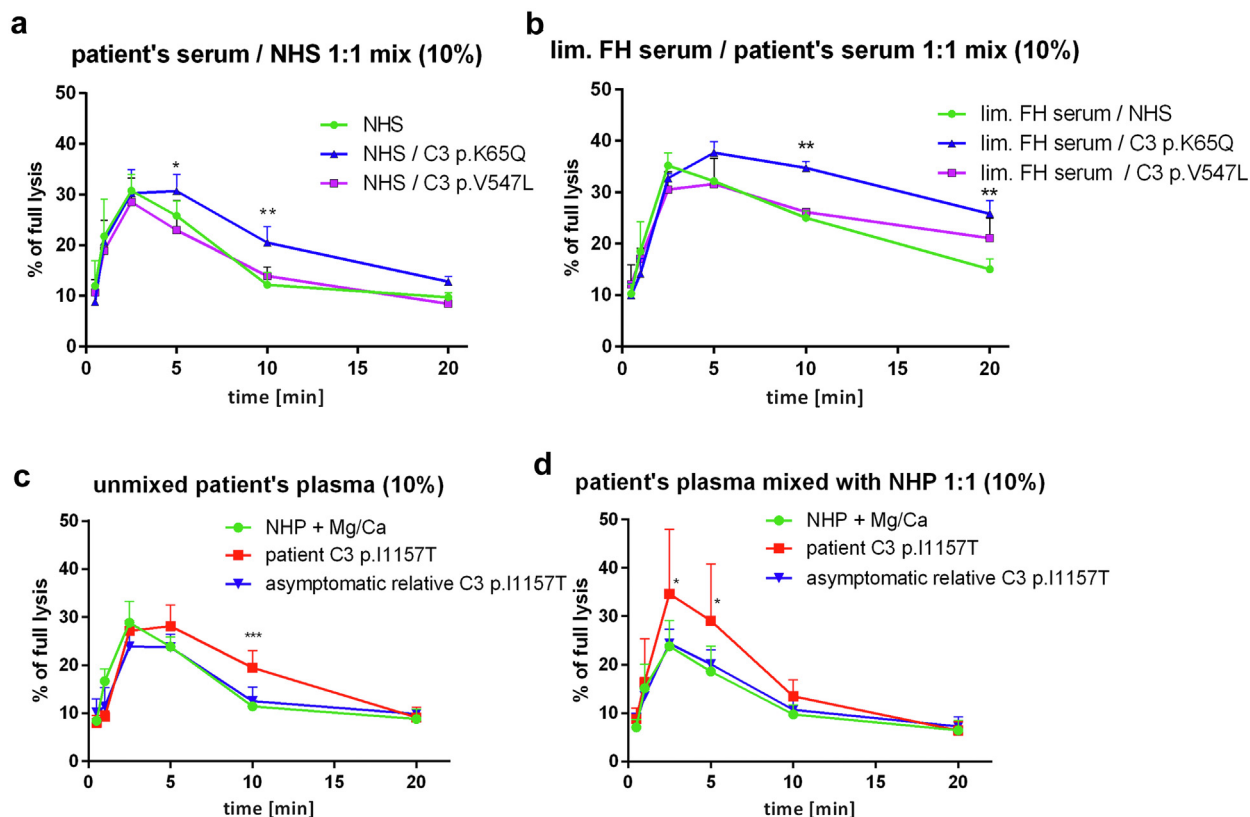 a
patient's serum / NHS 1:1 mix (10%)
50
40
30
20
10
0
% of full lysis
NHS
NHS / C3 p.K65Q
NHS / C3 p.V547L
*
**
0
5
10
15
20
time [min]
b
lim. FH serum / patient's serum 1:1 mix (10%)
50
40
30
20
10
0
% of full lysis
lim. FH serum / NHS
lim. FH serum / C3 p.K65Q
lim. FH serum / C3 p.V547L
**
**
0
5
10
15
20
time [min]
c
unmixed patient's plasma (10%)
50
40
30
20
10
0
% of full lysis
NHP + Mg/Ca
patient C3 p.I1157T
asymptomatic relative C3 p.I1157T
***
0
5
10
15
20
time [min]
d
patient's plasma mixed with NHP 1:1 (10%)
50
40
30
20
10
0
% of full lysis
NHP + Mg/Ca
patient C3 p.I1157T
asymptomatic relative C3 p.I1157T
*
*
0
5
10
15
20
time [min]